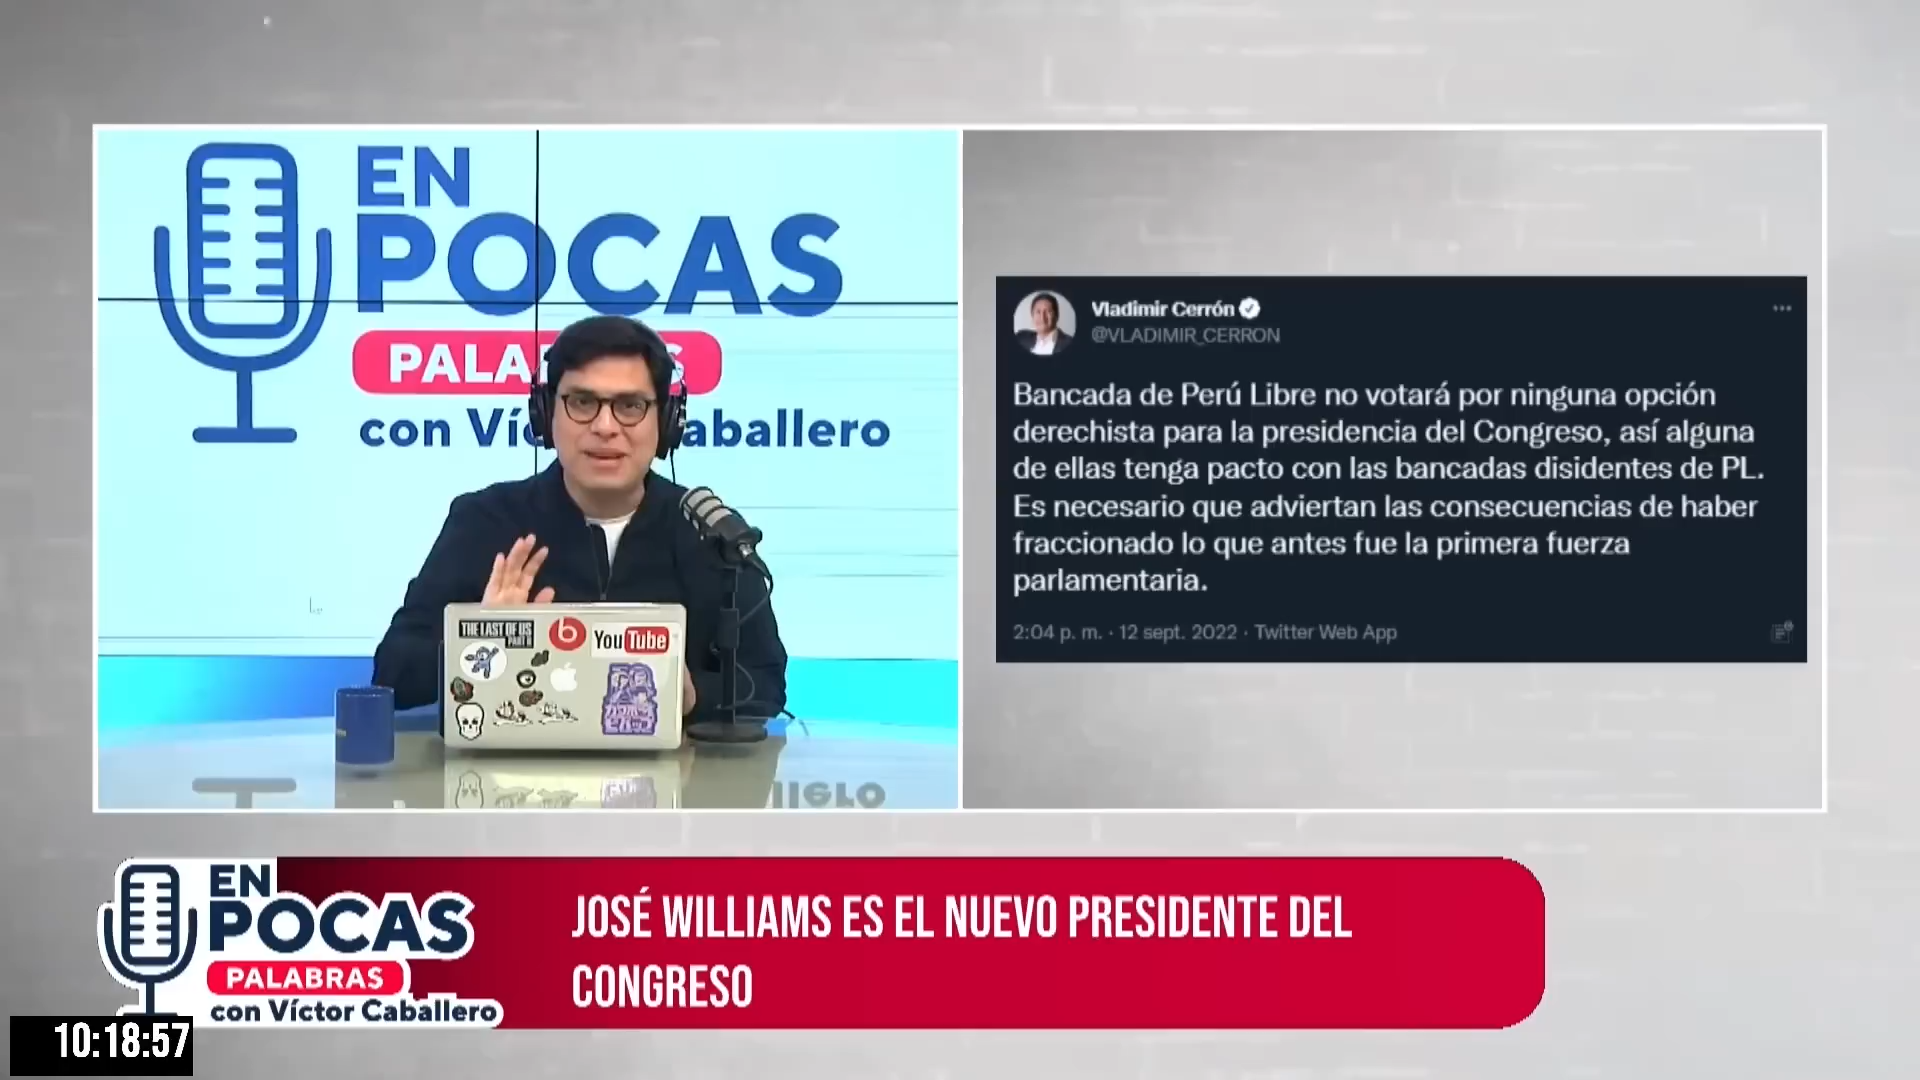 EN
POCAS
PALA S
con Víc aballero
THE LAST OF US
PART II
b
YouTube
Vladimir Cerrón
@VLADIMIR_CERRON
Bancada de Perú Libre no votará por ninguna opción
derechista para la presidencia del Congreso, así alguna
de ellas tenga pacto con las bancadas disidentes de PL.
Es necesario que adviertan las consecuencias de haber
fraccionado lo que antes fue la primera fuerza
parlamentaria.
2:04 p. m. · 12 sept. 2022 · Twitter Web App
EN
POCAS
PALABRAS
con Víctor Caballero
JOSÉ WILLIAMS ES EL NUEVO PRESIDENTE DEL
CONGRESO
10:18:57